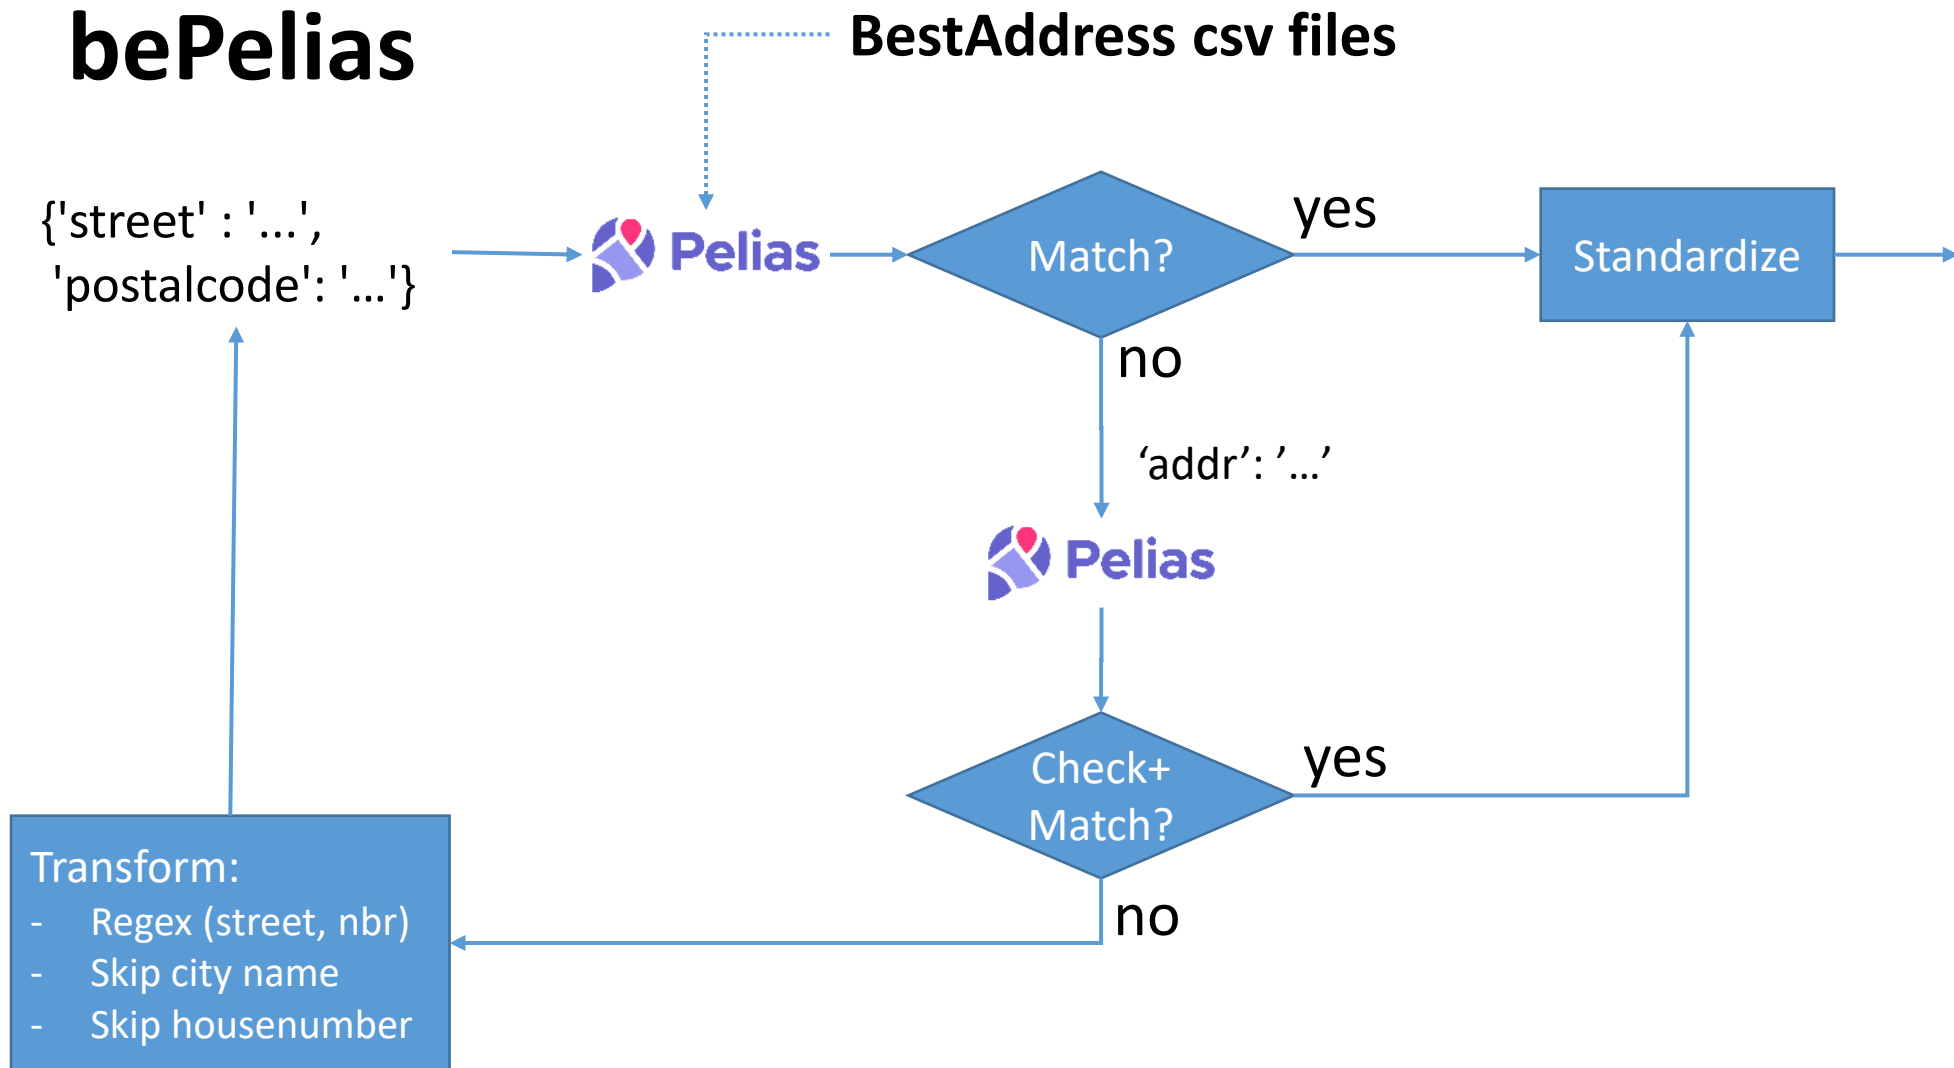 bePelias
BestAddress csv files
{'street' : '...',
'postalcode': '...'}
Pelias
Match?
yes
Standardize
no
‘addr’: ’...’
Pelias
Check+
Match?
yes
no
Transform:
- Regex (street, nbr)
- Skip city name
- Skip housenumber